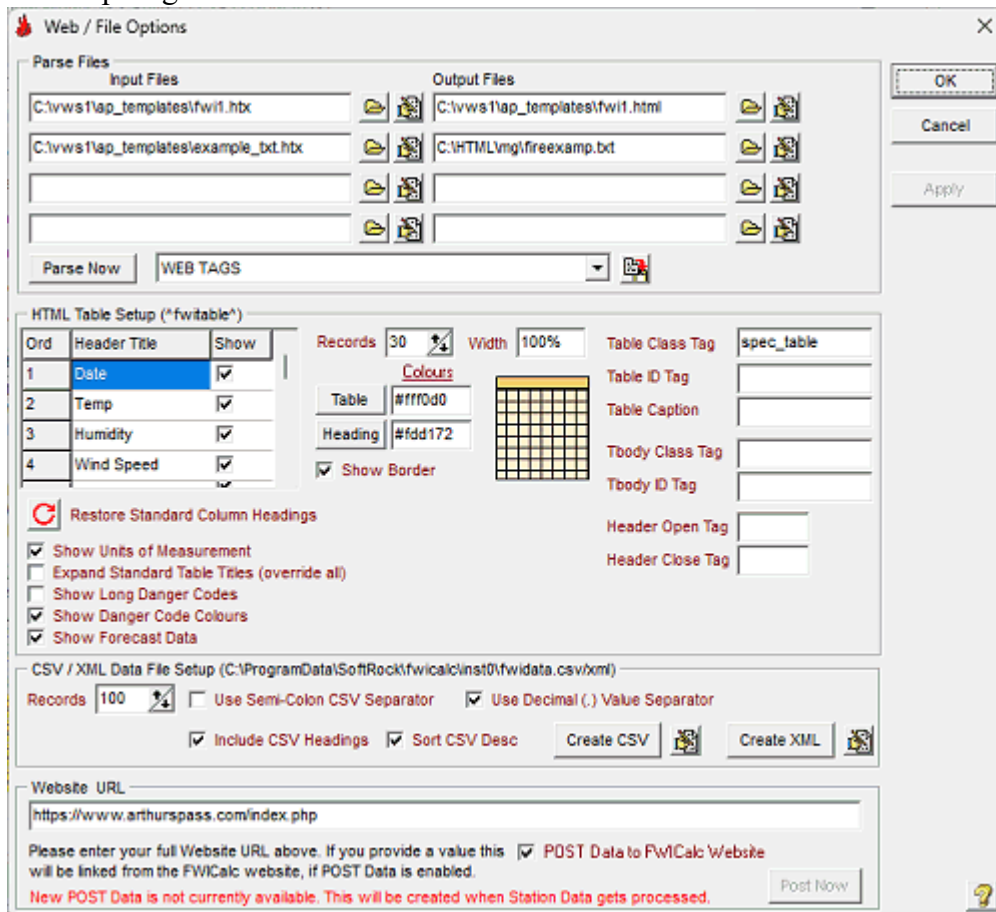 Web / File Options
Parse Files
Input Files Output Files
OK
C:\vws1\ap_templates\fwi1.htx C:\vws1\ap_templates\fwi1.html
Cancel
C:\vws1\ap_templates\example_txt.htx C:\HTML\mg\fireexamp.txt
Apply
Parse Now WEB TAGS
HTML Table Setup (^fwitable^)
Ord Header Title Show
1 Date
2 Temp
3 Humidity
4 Wind Speed
Records 30 Width 100%
Colours
Table #fff0d0
Heading #fdd172
Show Border
Table Class Tag spec_table
Table ID Tag
Table Caption
Tbody Class Tag
Tbody ID Tag
Header Open Tag
Header Close Tag
Restore Standard Column Headings
Show Units of Measurement
Expand Standard Table Titles (override all)
Show Long Danger Codes
Show Danger Code Colours
Show Forecast Data
CSV / XML Data File Setup (C:\ProgramData\SoftRock\fwicalc\inst0\fwidata.csv/xml)
Records 100 Use Semi-Colon CSV Separator Use Decimal (.) Value Separator
Include CSV Headings Sort CSV Desc Create CSV Create XML
Website URL
https://www.arthurspass.com/index.php
Please enter your full Website URL above. If you provide a value this
will be linked from the FWICalc website, if POST Data is enabled.
POST Data to FWICalc Website
New POST Data is not currently available. This will be created when Station Data gets processed.
Post Now